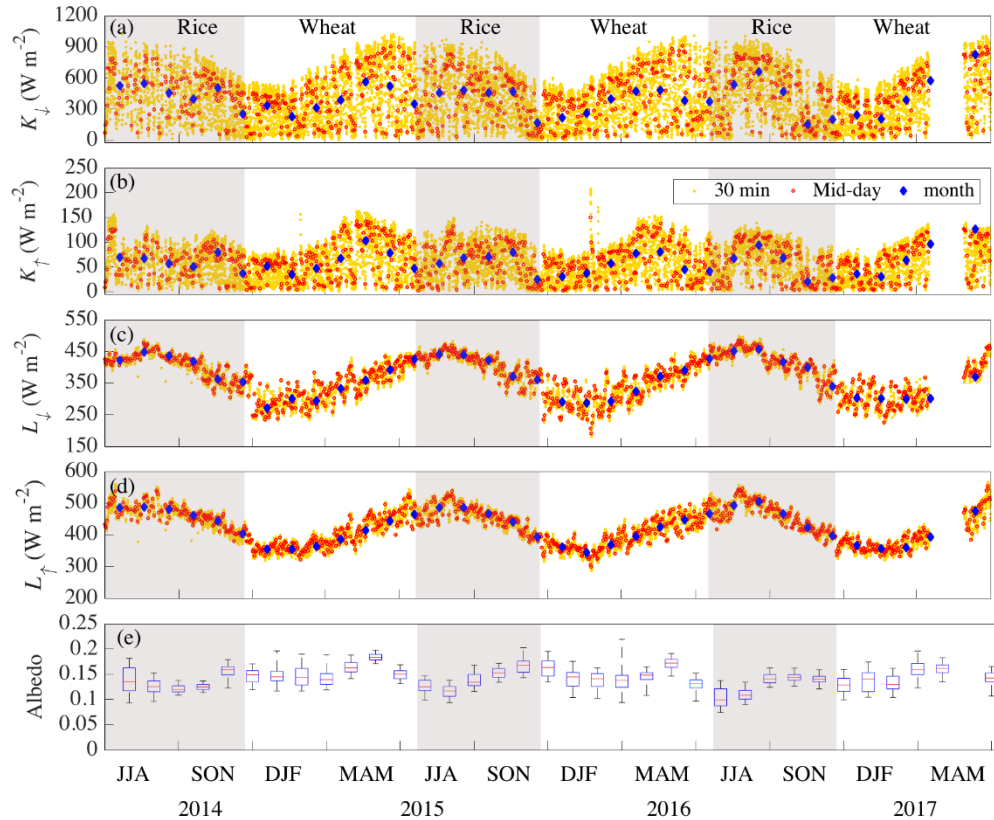 Rice Wheat Rice Wheat Rice Wheat
(a)
K↓ (W m-2)
1200
900
600
300
0
(b)
30 min Mid-day month
K↑ (W m-2)
250
200
150
100
50
0
(c)
L↓ (W m-2)
550
450
350
250
150
(d)
L↑ (W m-2)
600
500
400
300
200
(e)
Albedo
0.25
0.2
0.15
0.1
0.05
0
JJA SON DJF MAM JJA SON DJF MAM JJA SON DJF MAM
2014 2015 2016 2017